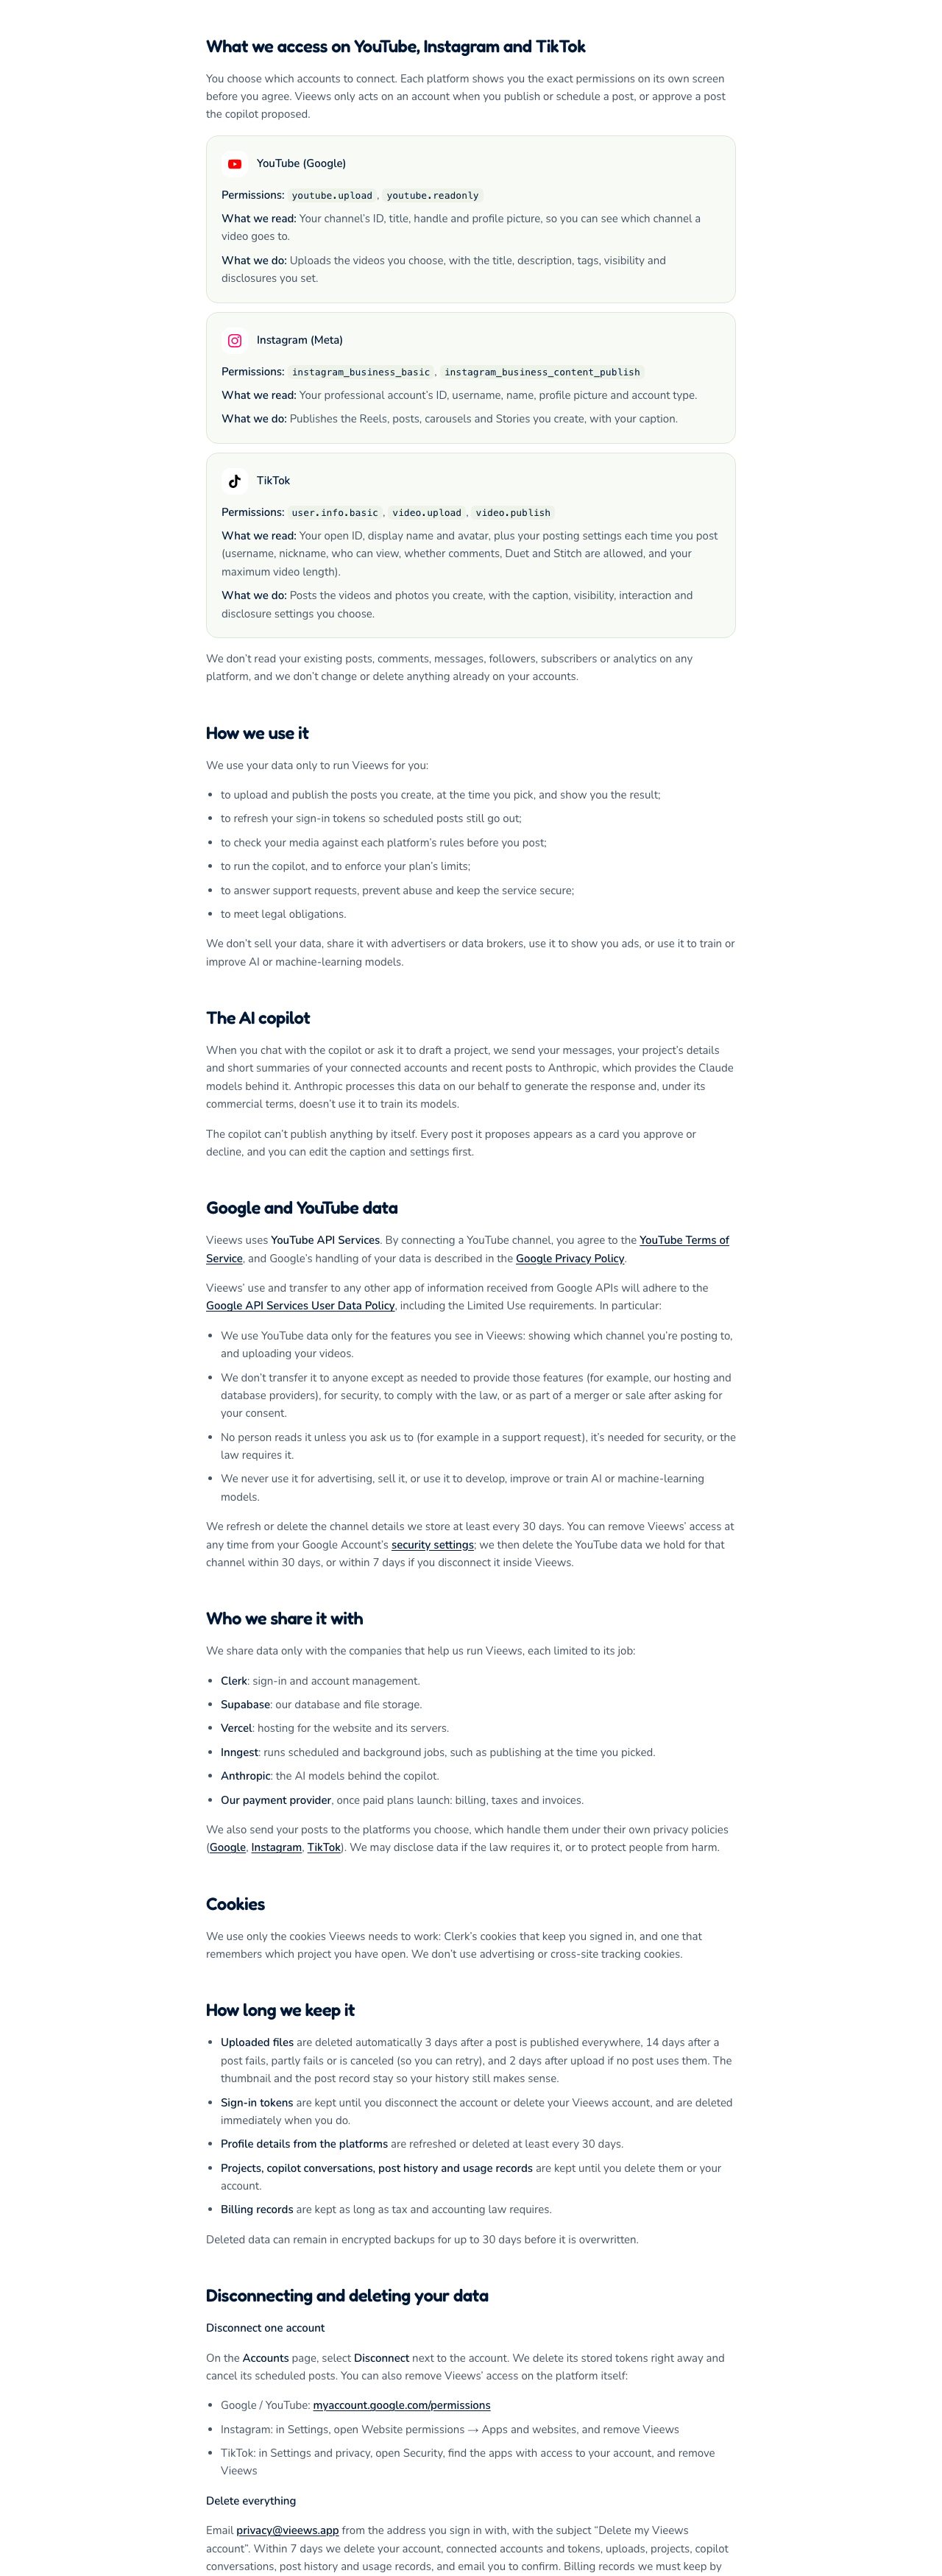 What we access on YouTube, Instagram and TikTok
You choose which accounts to connect. Each platform shows you the exact permissions on its own screen
before you agree. Vieews only acts on an account when you publish or schedule a post, or approve a post
the copilot proposed.
YouTube (Google)
Permissions: youtube.upload, youtube.readonly
What we read: Your channel’s ID, title, handle and profile picture, so you can see which channel a
video goes to.
What we do: Uploads the videos you choose, with the title, description, tags, visibility and
disclosures you set.
Instagram (Meta)
Permissions: instagram_business_basic, instagram_business_content_publish
What we read: Your professional account’s ID, username, name, profile picture and account type.
What we do: Publishes the Reels, posts, carousels and Stories you create, with your caption.
TikTok
Permissions: user.info.basic, video.upload, video.publish
What we read: Your open ID, display name and avatar, plus your posting settings each time you post
(username, nickname, who can view, whether comments, Duet and Stitch are allowed, and your
maximum video length).
What we do: Posts the videos and photos you create, with the caption, visibility, interaction and
disclosure settings you choose.
We don’t read your existing posts, comments, messages, followers, subscribers or analytics on any
platform, and we don’t change or delete anything already on your accounts.
How we use it
We use your data only to run Vieews for you:
• to upload and publish the posts you create, at the time you pick, and show you the result;
• to refresh your sign-in tokens so scheduled posts still go out;
• to check your media against each platform’s rules before you post;
• to run the copilot, and to enforce your plan’s limits;
• to answer support requests, prevent abuse and keep the service secure;
• to meet legal obligations.
We don’t sell your data, share it with advertisers or data brokers, use it to show you ads, or use it to train or
improve AI or machine-learning models.
The AI copilot
When you chat with the copilot or ask it to draft a project, we send your messages, your project’s details
and short summaries of your connected accounts and recent posts to Anthropic, which provides the Claude
models behind it. Anthropic processes this data on our behalf to generate the response and, under its
commercial terms, doesn’t use it to train its models.
The copilot can’t publish anything by itself. Every post it proposes appears as a card you approve or
decline, and you can edit the caption and settings first.
Google and YouTube data
Vieews uses YouTube API Services. By connecting a YouTube channel, you agree to the YouTube Terms of
Service, and Google’s handling of your data is described in the Google Privacy Policy.
Vieews’ use and transfer to any other app of information received from Google APIs will adhere to the
Google API Services User Data Policy, including the Limited Use requirements. In particular:
• We use YouTube data only for the features you see in Vieews: showing which channel you’re posting to,
and uploading your videos.
• We don’t transfer it to anyone except as needed to provide those features (for example, our hosting and
database providers), for security, to comply with the law, or as part of a merger or sale after asking for
your consent.
• No person reads it unless you ask us to (for example in a support request), it’s needed for security, or the
law requires it.
• We never use it for advertising, sell it, or use it to develop, improve or train AI or machine-learning
models.
We refresh or delete the channel details we store at least every 30 days. You can remove Vieews’ access at
any time from your Google Account’s security settings; we then delete the YouTube data we hold for that
channel within 30 days, or within 7 days if you disconnect it inside Vieews.
Who we share it with
We share data only with the companies that help us run Vieews, each limited to its job:
• Clerk: sign-in and account management.
• Supabase: our database and file storage.
• Vercel: hosting for the website and its servers.
• Inngest: runs scheduled and background jobs, such as publishing at the time you picked.
• Anthropic: the AI models behind the copilot.
• Our payment provider, once paid plans launch: billing, taxes and invoices.
We also send your posts to the platforms you choose, which handle them under their own privacy policies
(Google, Instagram, TikTok). We may disclose data if the law requires it, or to protect people from harm.
Cookies
We use only the cookies Vieews needs to work: Clerk’s cookies that keep you signed in, and one that
remembers which project you have open. We don’t use advertising or cross-site tracking cookies.
How long we keep it
• Uploaded files are deleted automatically 3 days after a post is published everywhere, 14 days after a
post fails, partly fails or is canceled (so you can retry), and 2 days after upload if no post uses them. The
thumbnail and the post record stay so your history still makes sense.
• Sign-in tokens are kept until you disconnect the account or delete your Vieews account, and are deleted
immediately when you do.
• Profile details from the platforms are refreshed or deleted at least every 30 days.
• Projects, copilot conversations, post history and usage records are kept until you delete them or your
account.
• Billing records are kept as long as tax and accounting law requires.
Deleted data can remain in encrypted backups for up to 30 days before it is overwritten.
Disconnecting and deleting your data
Disconnect one account
On the Accounts page, select Disconnect next to the account. We delete its stored tokens right away and
cancel its scheduled posts. You can also remove Vieews’ access on the platform itself:
• Google / YouTube: myaccount.google.com/permissions
• Instagram: in Settings, open Website permissions → Apps and websites, and remove Vieews
• TikTok: in Settings and privacy, open Security, find the apps with access to your account, and remove
Vieews
Delete everything
Email privacy@vieews.app from the address you sign in with, with the subject “Delete my Vieews
account”. Within 7 days we delete your account, connected accounts and tokens, uploads, projects, copilot
conversations, post history and usage records, and email you to confirm. Billing records we must keep by